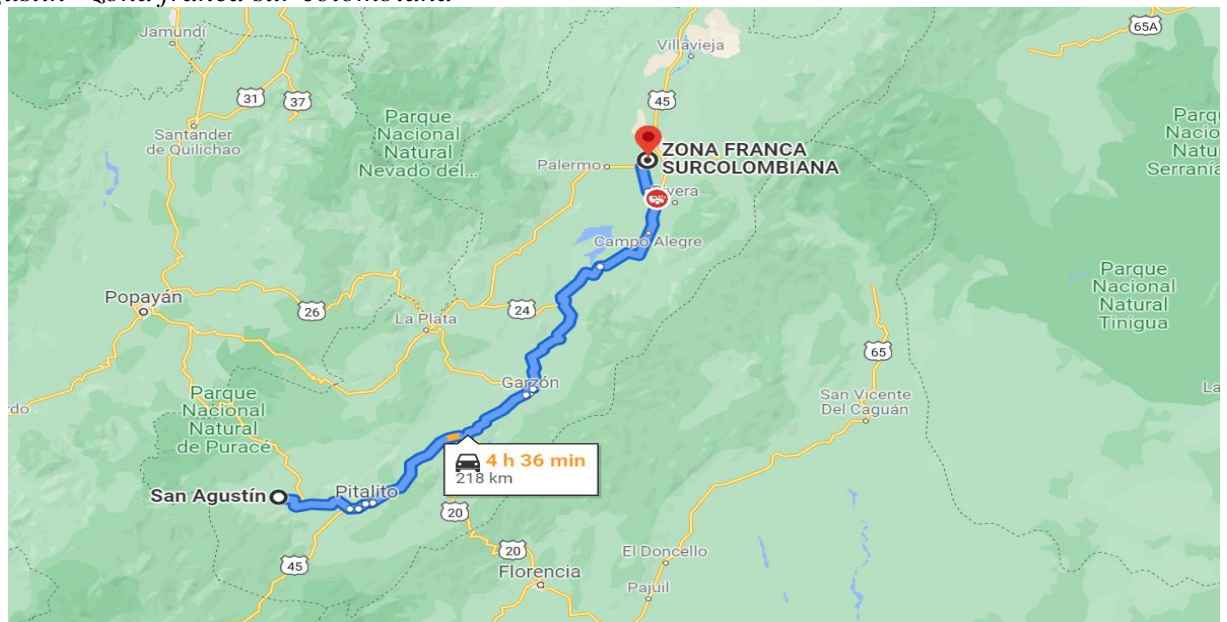 Jamundí
Villavieja
65A
31
37
45
Santander
de Quilichao
Parque
Nacional
Natural
Nevado del...
Palermo
ZONA FRANCA
SURCOLOMBIANA
Campo Alegre
Popayán
26
La Plata
24
Parque
Nacional
Natural
Tinigua
65
Garzón
San Vicente
Del Caguán
Parque
Nacional
Natural
de Puracé
4 h 36 min
218 km
San Agustín
Pitalito
20
45
20
El Doncello
Florencia
Pajuil